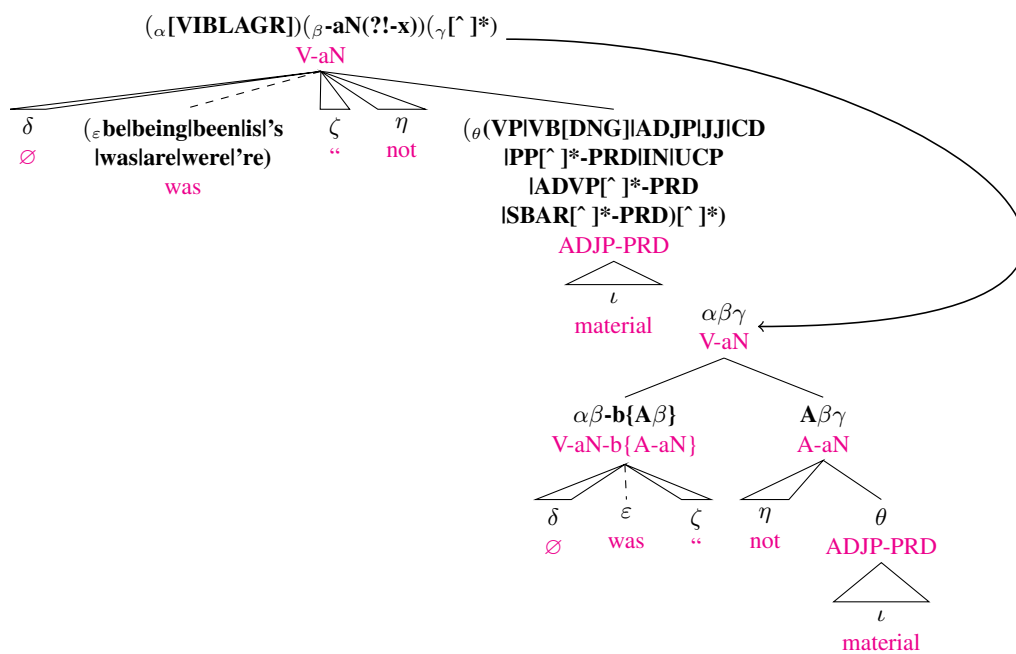 (α[VIBLAGR])(β-aN(?!-x))(γ[^ ]*)
V-aN
δ (εbe|being|been|is|'s ζ η (θ(VP|VB[DNG]|ADJP|JJ|CD
∅ |was|are|were|'re) “ not |PP[^ ]*-PRD|IN|UCP
was |ADVP[^ ]*-PRD
|SBAR[^ ]*-PRD)[^ ]*)
ADJP-PRD
ι
material
αβγ
V-aN
αβ-b{Aβ} Aβγ
V-aN-b{A-aN} A-aN
δ ε ζ η θ
∅ was “ not ADJP-PRD
ι
material